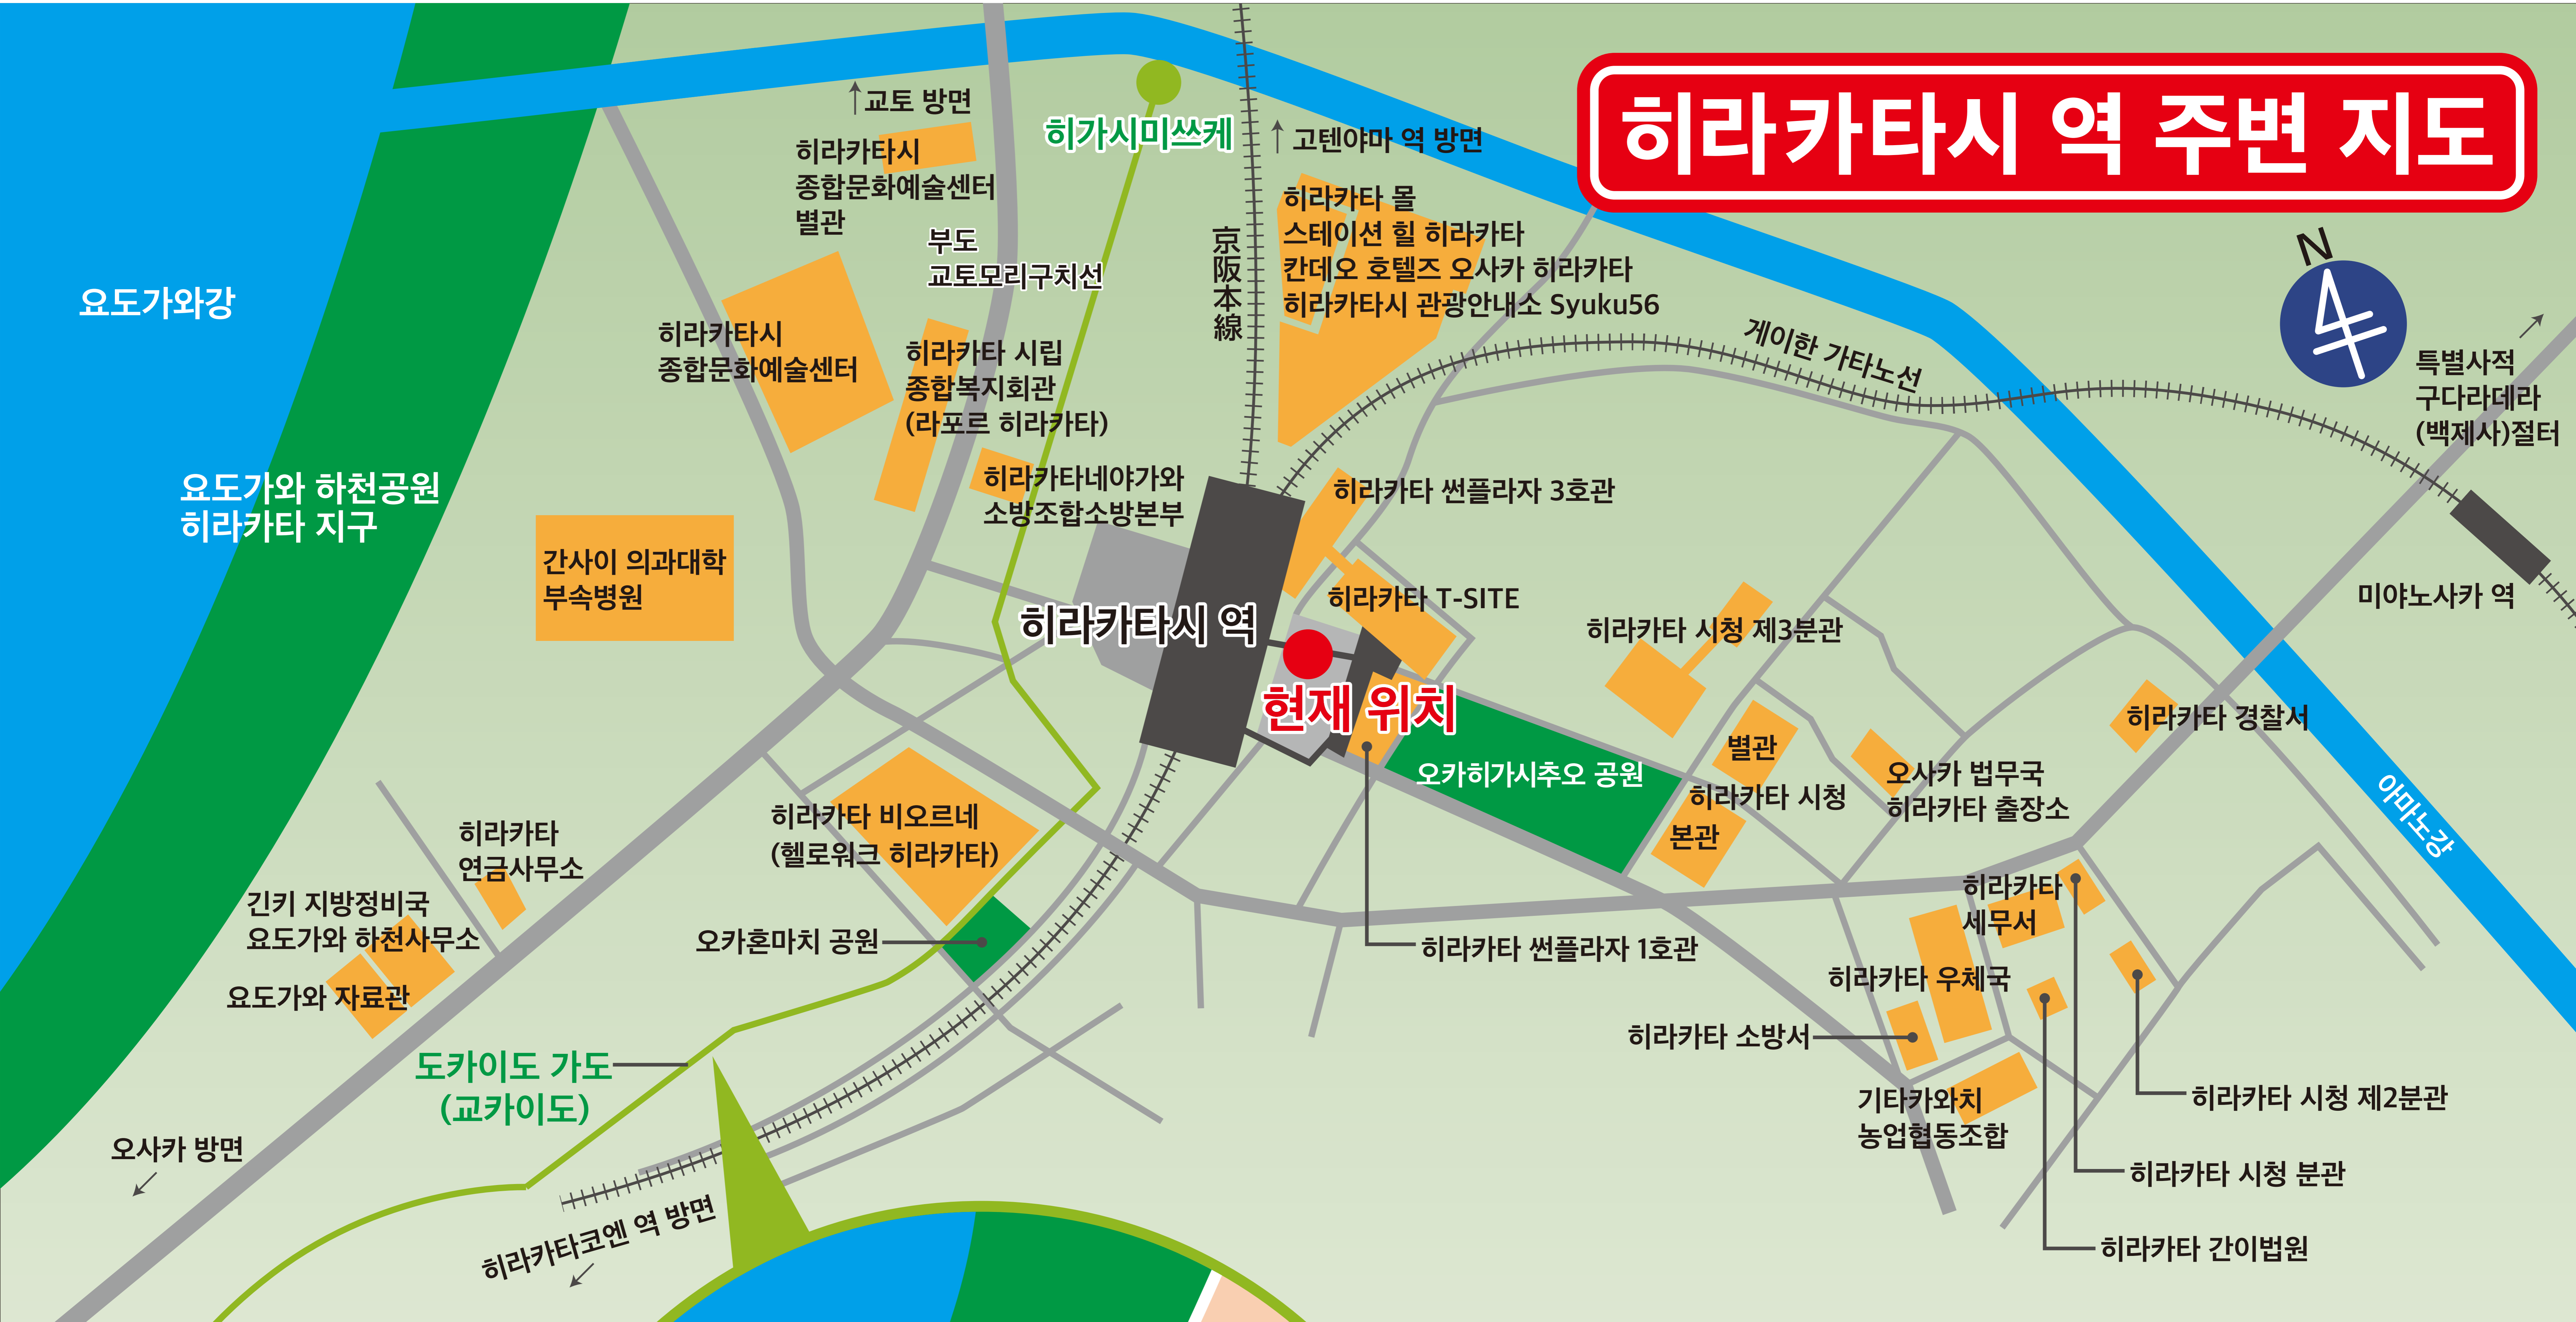 히라카타시 역 주변 지도
N
↑교토 방면
히라카타시
종합문화예술센터
별관
히가시미쓰케
↑ 고텐야마 역 방면
부도
교토모리구치선
京阪本線
히라카타 몰
스테이션 힐 히라카타
칸데오 호텔즈 오사카 히라카타
히라카타시 관광안내소 Syuku56
요도가와강
히라카타시
종합문화예술센터
히라카타 시립
종합복지회관
(라포르 히라카타)
게이한 가타노선
특별사적
구다라데라
(백제사)절터
요도가와 하천공원
히라카타 지구
히라카타네야가와
소방조합소방본부
히라카타 썬플라자 3호관
간사이 의과대학
부속병원
히라카타시 역
히라카타 T-SITE
히라카타 시청 제3분관
미야노사카 역
현재 위치
별관
히라카타 시청
본관
히라카타 경찰서
오카히가시추오 공원
오사카 법무국
히라카타 출장소
아마노강
히라카타 비오르네
(헬로워크 히라카타)
히라카타
연금사무소
긴키 지방정비국
요도가와 하천사무소
요도가와 자료관
오카혼마치 공원
히라카타 썬플라자 1호관
히라카타
세무서
히라카타 우체국
히라카타 소방서
도카이도 가도
(교카이도)
기타카와치
농업협동조합
히라카타 시청 제2분관
오사카 방면
히라카타 시청 분관
히라카타코엔 역 방면
히라카타 간이법원